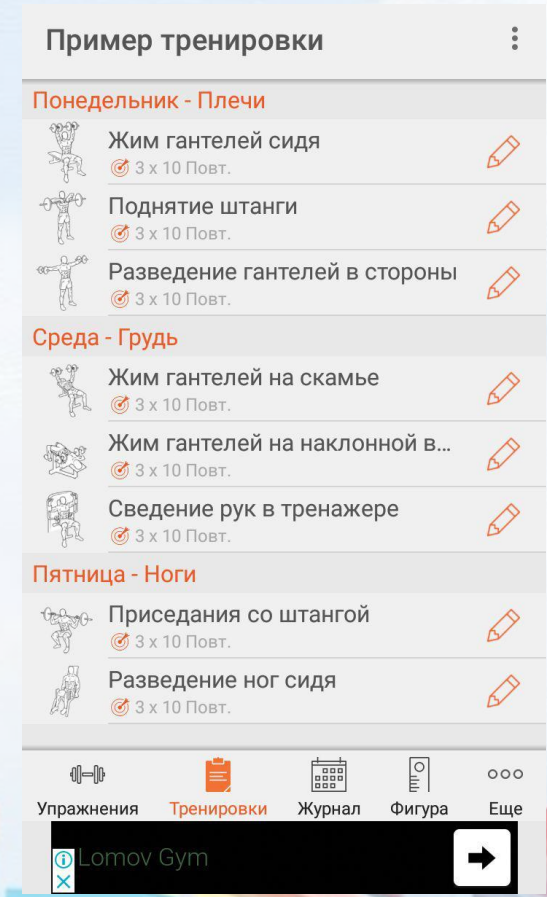 Пример тренировки
Понедельник - Плечи
Жим гантелей сидя
3 x 10 Повт.
Поднятие штанги
3 x 10 Повт.
Разведение гантелей в стороны
3 x 10 Повт.
Среда - Грудь
Жим гантелей на скамье
3 x 10 Повт.
Жим гантелей на наклонной в...
3 x 10 Повт.
Сведение рук в тренажере
3 x 10 Повт.
Пятница - Ноги
Приседания со штангой
3 x 10 Повт.
Разведение ног сидя
3 x 10 Повт.
Упражнения Тренировки Журнал Фигура Еще
Lomov Gym